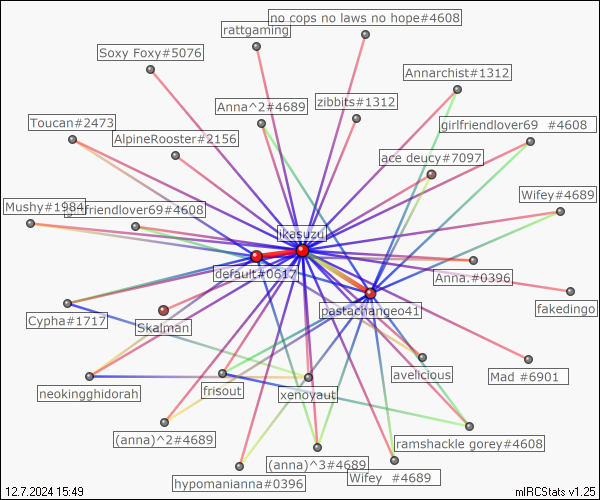 no cops no laws no hope#4608
rattgaming
Soxy Foxy#5076
Annarchist#1312
Anna^2#4689
zibbits#1312
Toucan#2473
AlpineRooster#2156
girlfriendlover69 #4608
ace deucy#7097
Wifey#4689
Mushy#1984
friendlover69#4608
ikasuzu
default#0617
Anna.#0396
pastachangeo41
fakedingo
Cypha#1717
Skalman
avelicious
Mad #6901
neokingghidorah
frisout
xenoyaut
(anna)^2#4689
ramshackle gorey#4608
(anna)^3#4689
hypomanianna#0396
Wifey #4689
12.7.2024 15:49
mIRCStats v1.25